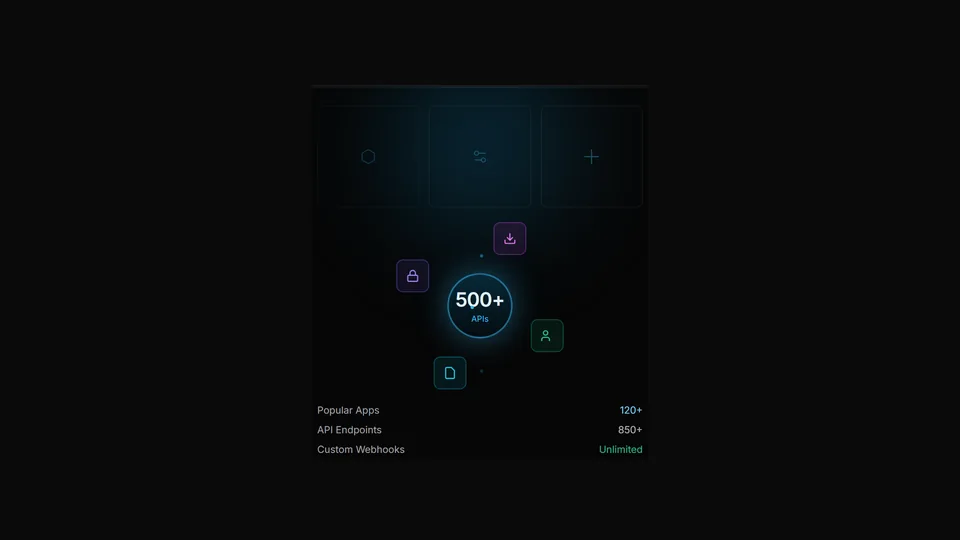 500+
APIs
Popular Apps 120+
API Endpoints 850+
Custom Webhooks Unlimited